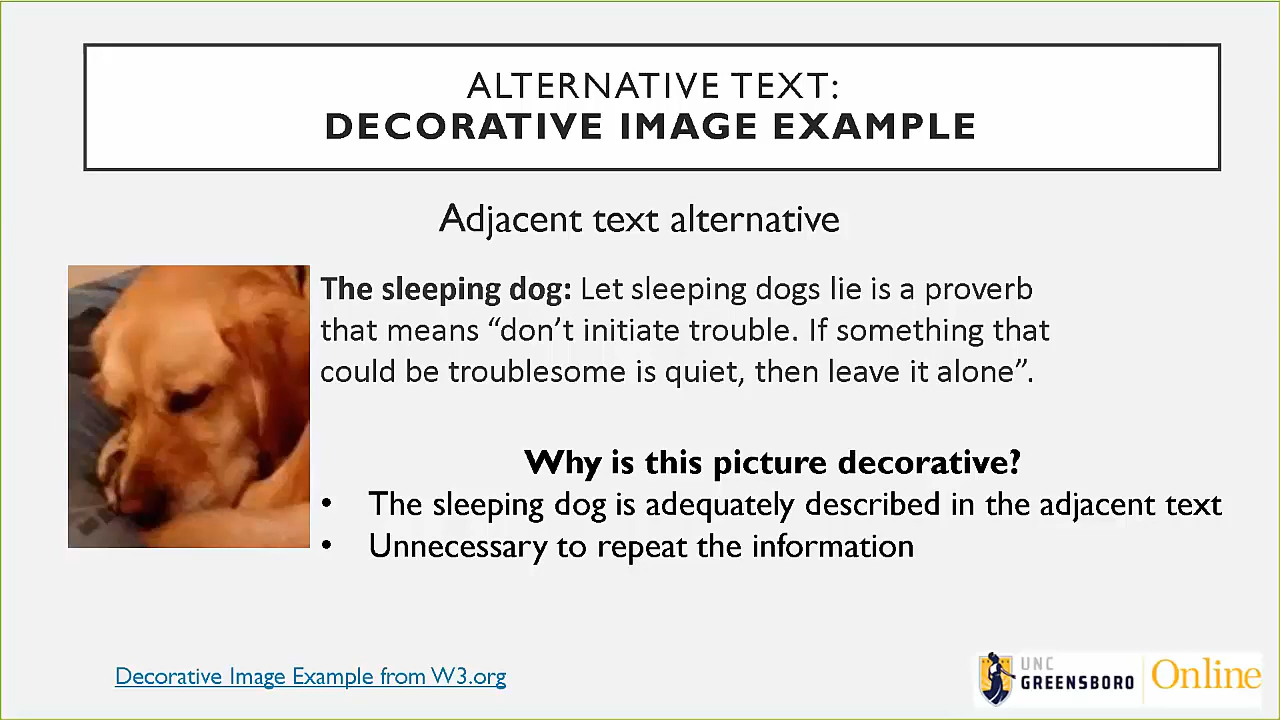 ALTERNATIVE TEXT:
DECORATIVE IMAGE EXAMPLE
Adjacent text alternative
The sleeping dog: Let sleeping dogs lie is a proverb
that means “don’t initiate trouble. If something that
could be troublesome is quiet, then leave it alone”.
Why is this picture decorative?
• The sleeping dog is adequately described in the adjacent text
• Unnecessary to repeat the information
Decorative Image Example from W3.org
UNC
GREENSBORO
Online